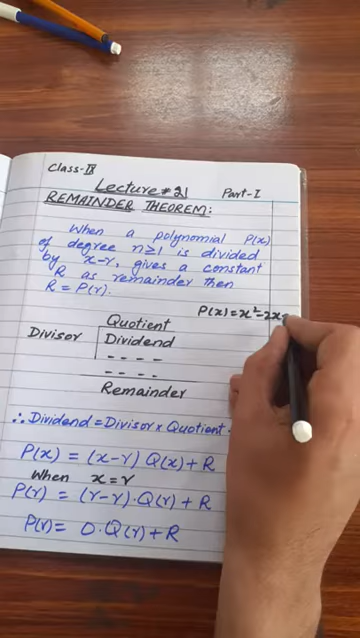 Class-IX
Lecture # 21 Part-I
REMAINDER THEOREM:
When a polynomial P(x)
of degree n≥1 is divided
by x-r, gives a constant
R as remainder then
R = P(r).
P(x)=x²-2x
Quotient
Divisor Dividend
- - - -
- - - -
Remainder
∴ Dividend = Divisor × Quotient
P(x) = (x-r) Q(x) + R
When x=r
P(r) = (r-r)·Q(r) + R
P(r)= 0·Q(r) + R